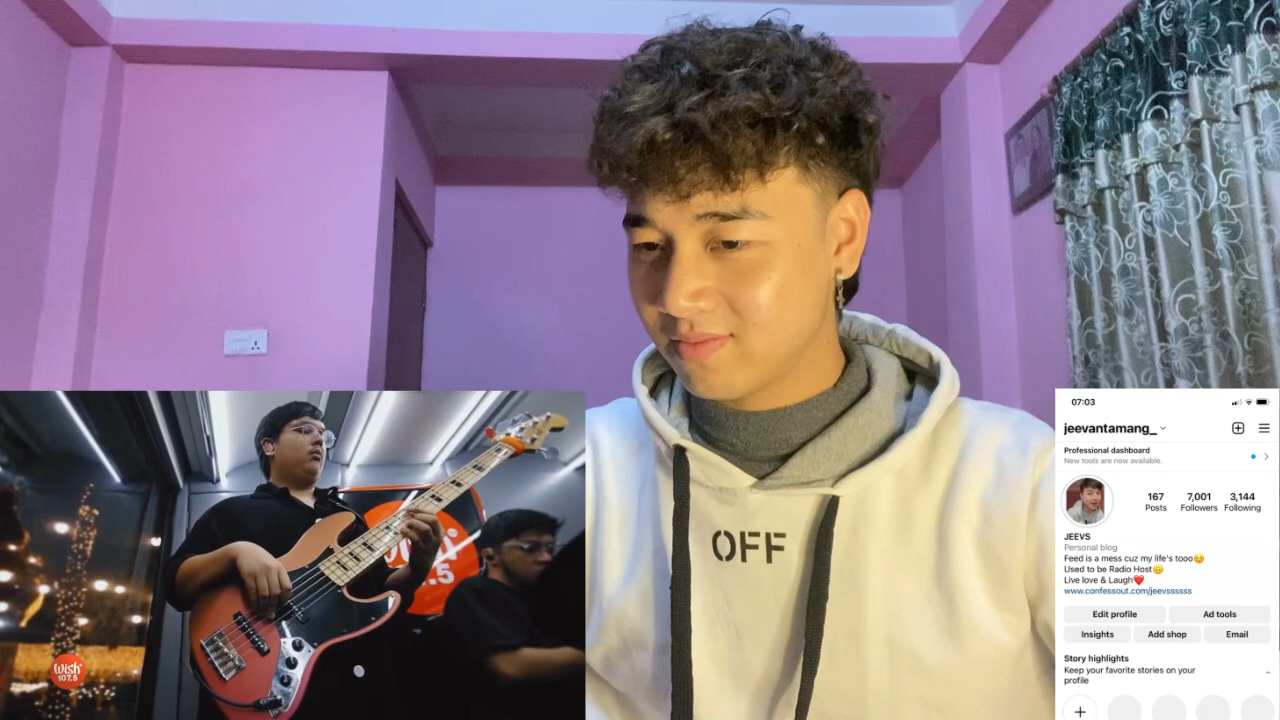 OFF
wish
107.5
.5
07:03
jeevantamang_
Professional dashboard
New tools are now available.
167
Posts
7,001
Followers
3,144
Following
JEEVS
Personal blog
Feed is a mess cuz my life's tooo😏
Used to be Radio Host😊
Live love & Laugh❤️
www.confessout.com/jeevssssss
Edit profile
Ad tools
Insights
Add shop
Email
Story highlights
Keep your favorite stories on your
profile